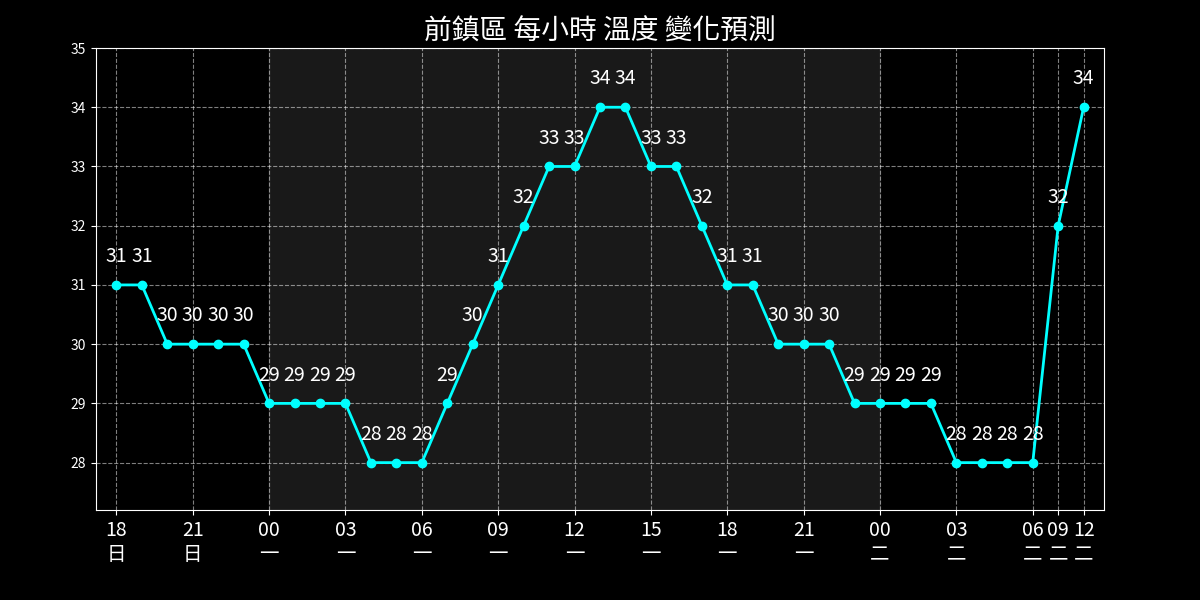 前鎮區 每小時 溫度 變化預測
35
34 34 34
34
33 33 33 33
33
32 32 32
32
31 31 31 31 31
31
30 30 30 30 30 30 30 30
30
29 29 29 29 29 29 29 29 29
29
28 28 28 28 28 28 28
28
18 21 00 03 06 09 12 15 18 21 00 03 06 09 12
日 日 一 一 一 一 一 一 一 一 二 二 二 二 二